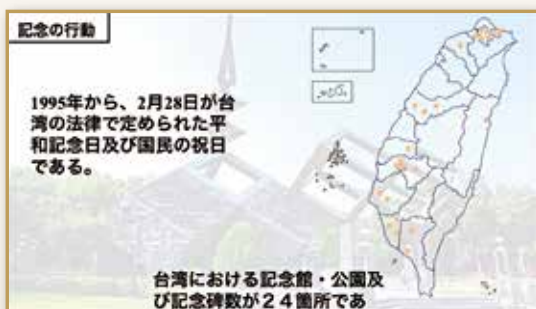 記念の行動
1995年から、2月28日が台
湾の法律で定められた平
和記念日及び国民の祝日
である。
台湾における記念館・公園及
び記念碑数が２４箇所であ